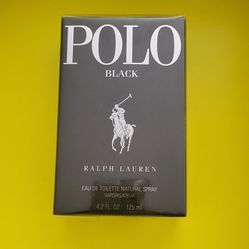 POLO
BLACK
RALPH LAUREN
EAU DE TOILETTE NATURAL SPRAY
VAPORISATEUR
4.2 FL. OZ. 125 ml